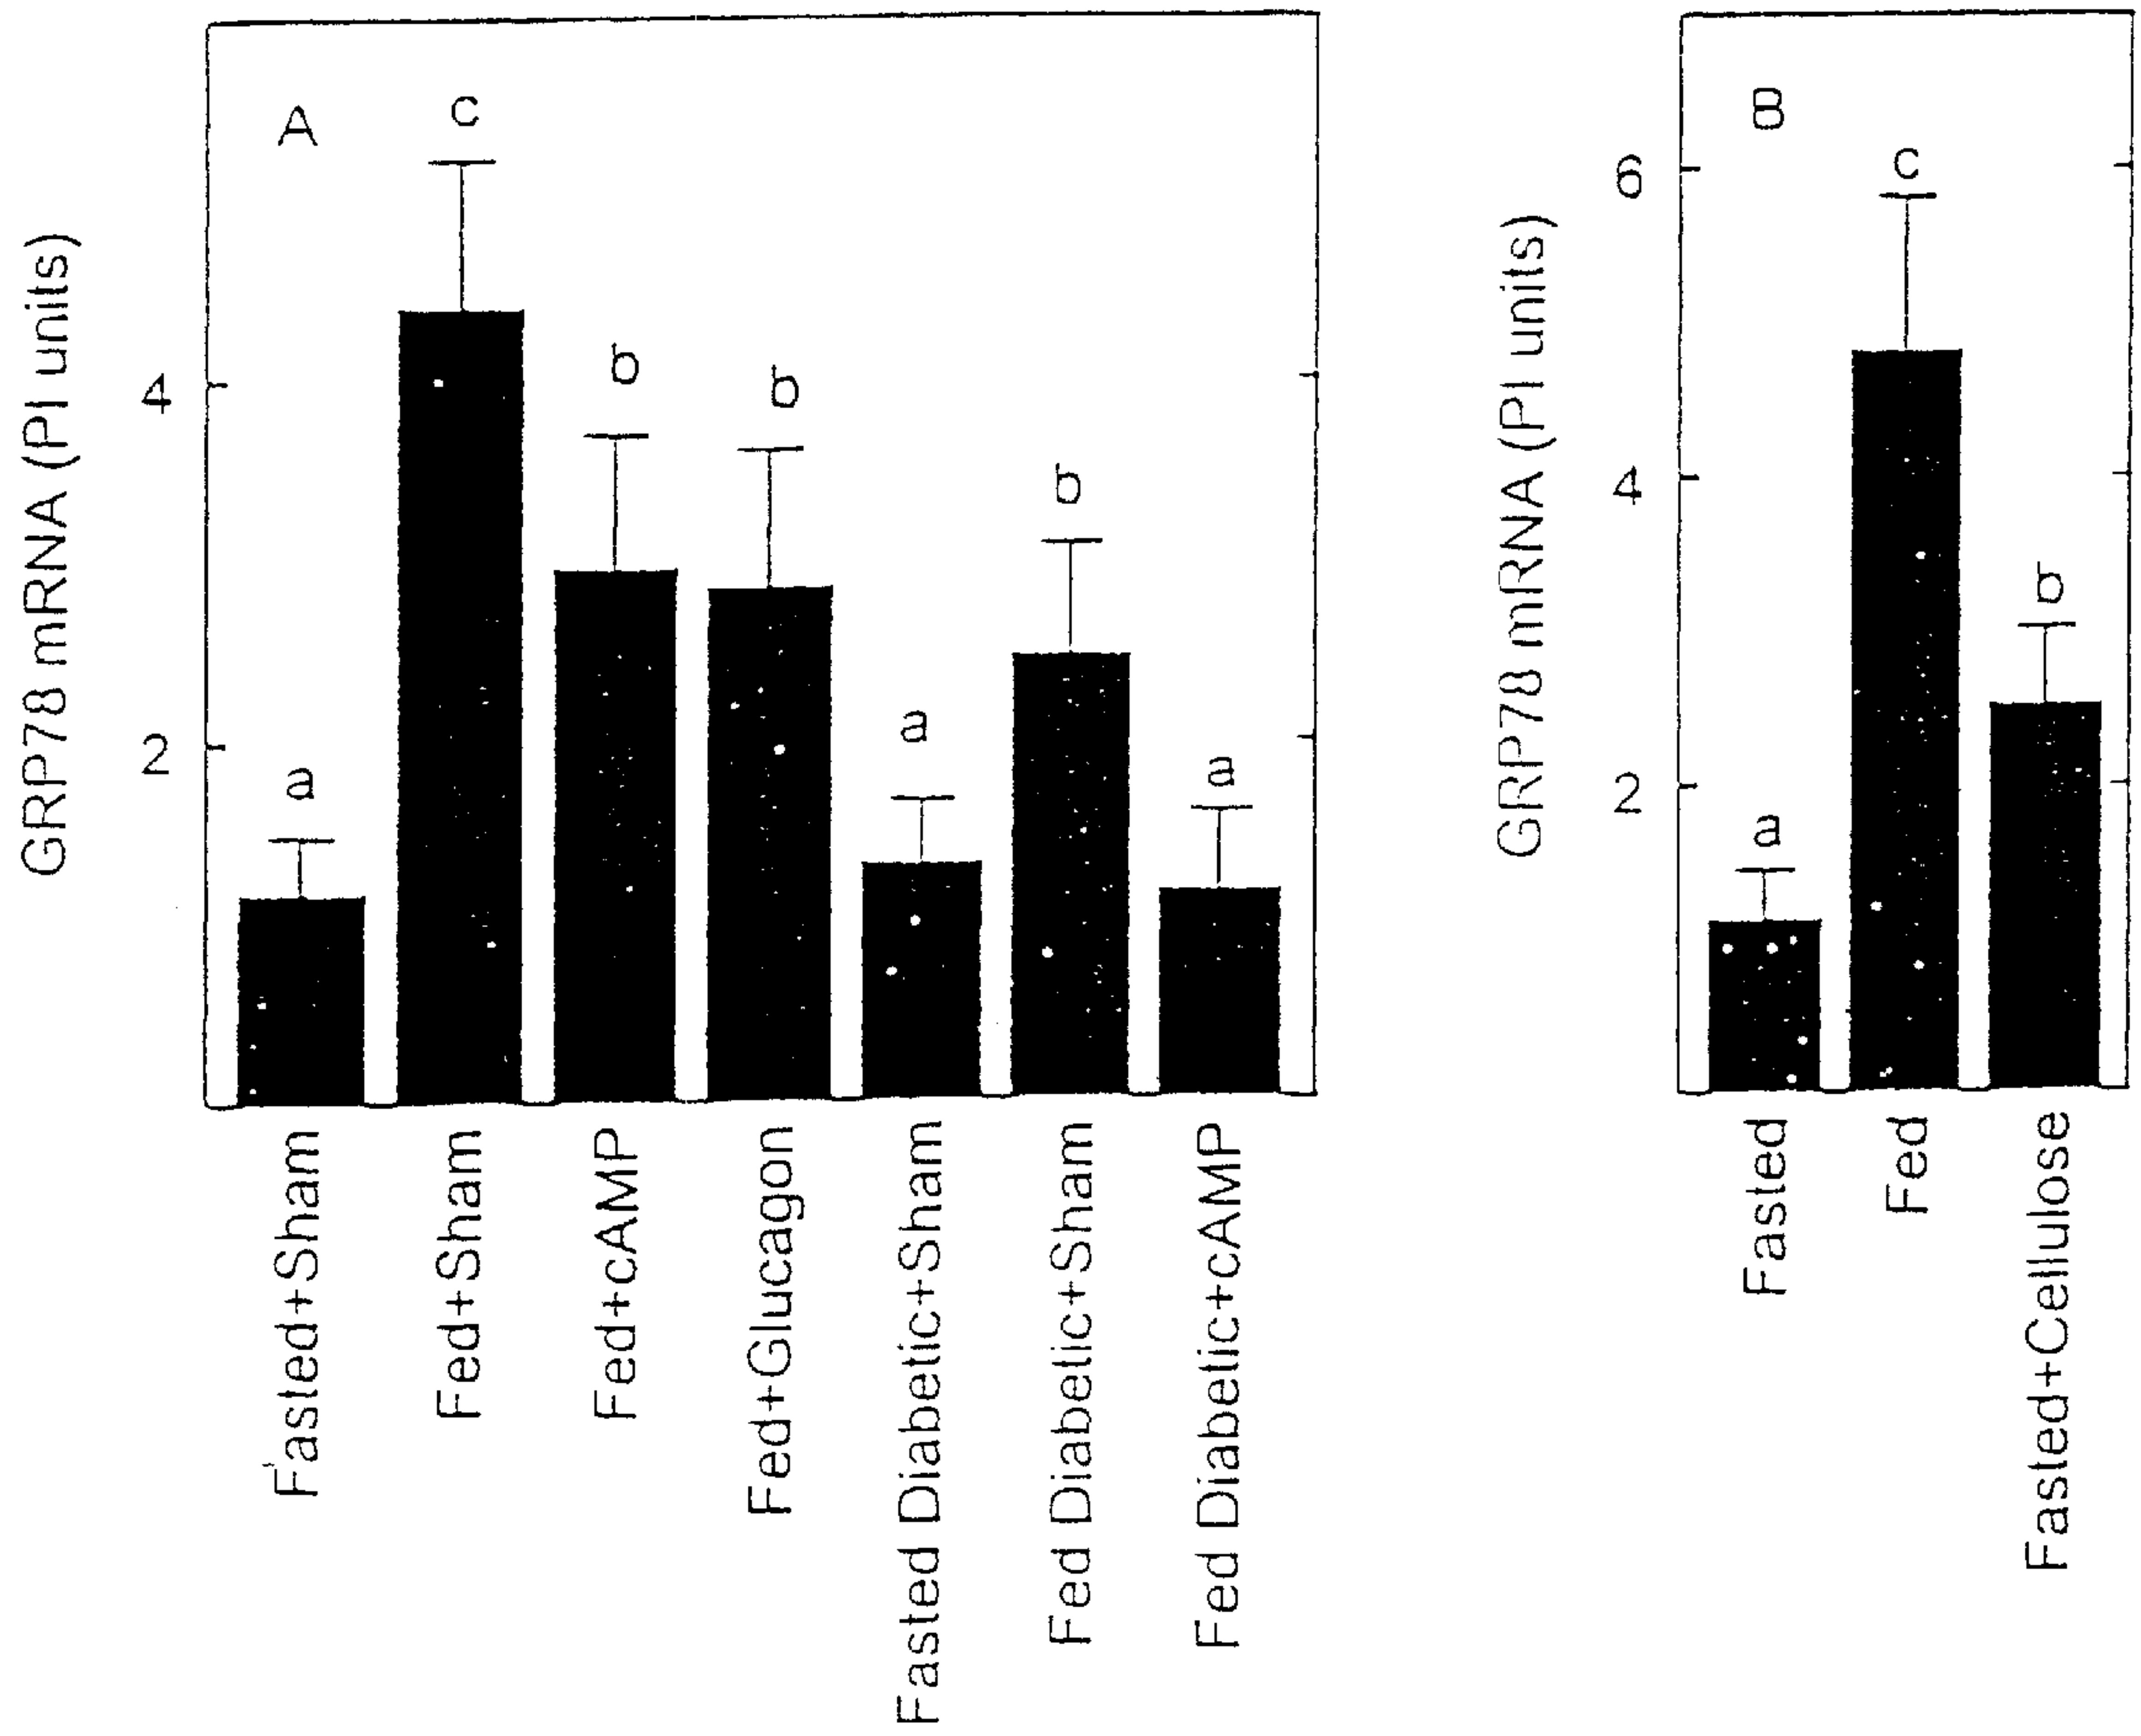 A
c
b
b
a
a
b
a
GRP78 mRNA (PI units)
4
2
Fasted+Sham
Fed+Sham
Fed+cAMP
Fed+Glucagon
Fasted Diabetic+Sham
Fed Diabetic+Sham
Fed Diabetic+cAMP
B
c
b
a
GRP78 mRNA (PI units)
6
4
2
Fasted
Fed
Fasted+Cellulose